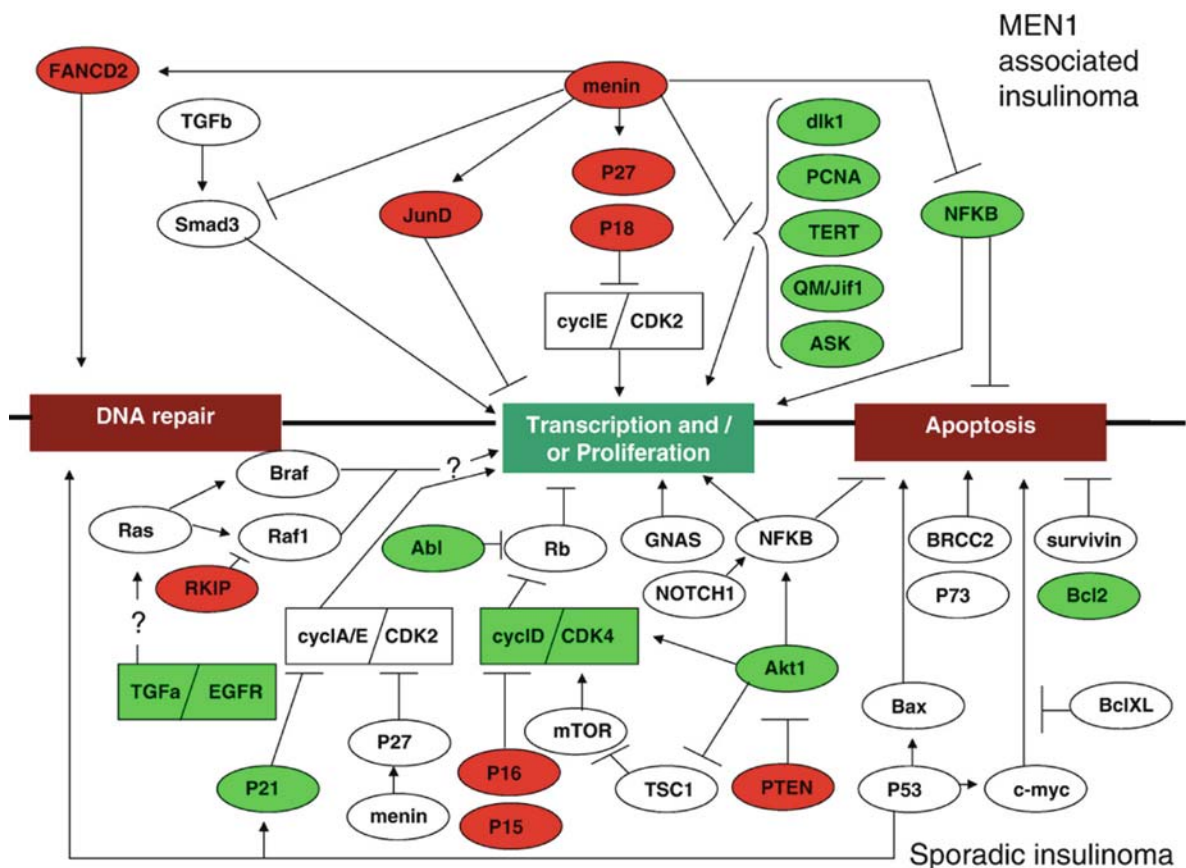 MEN1
associated
insulinoma
FANCD2
menin
TGFb
dlk1
P27
PCNA
Smad3
JunD
P18
TERT
NFKB
cyclE CDK2
QM/Jif1
ASK
DNA repair
Transcription and /
or Proliferation
Apoptosis
Braf
?
Ras
Raf1
Abl
Rb
GNAS
NFKB
BRCC2
survivin
RKIP
NOTCH1
P73
Bcl2
?
cyclA/E CDK2
cyclD CDK4
TGFa EGFR
Akt1
Bax
BclXL
P27
mTOR
P21
P16
TSC1
PTEN
P53
c-myc
menin
P15
Sporadic insulinoma